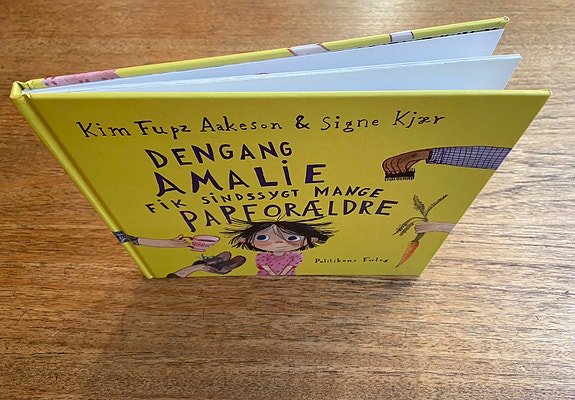 Kim Fupz Aakeson & Signe Kjær
DENGANG
AMALIE
FIK SINDSSYGT MANGE
PAPFORÆLDRE
Politikens Forlag